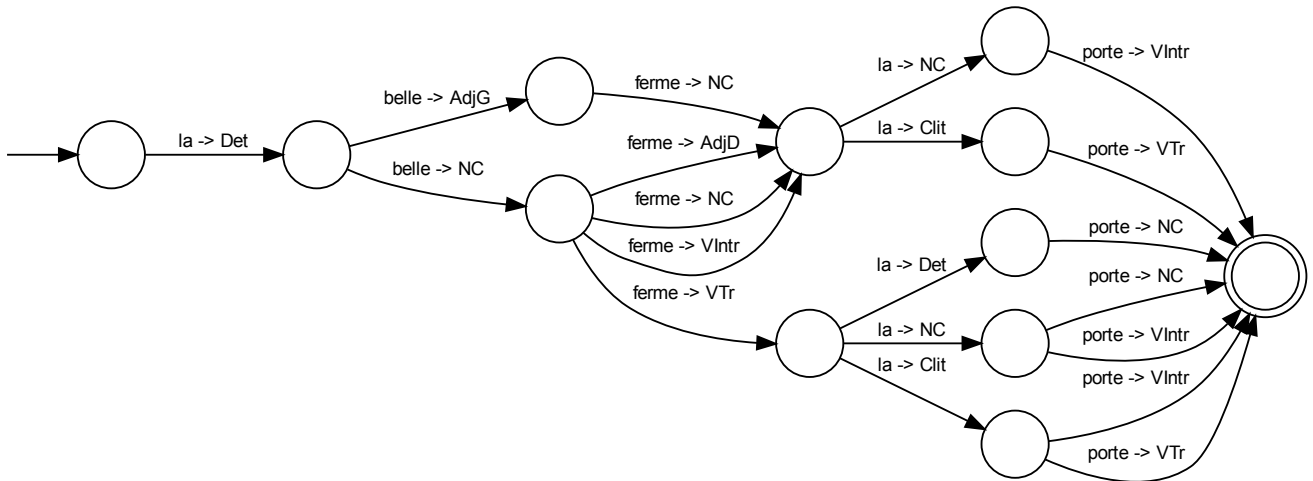 la -> Det
belle -> AdjG
belle -> NC
ferme -> NC
ferme -> AdjD
ferme -> NC
ferme -> VIntr
ferme -> VTr
la -> NC
la -> Clit
la -> Det
la -> NC
la -> Clit
porte -> VIntr
porte -> VTr
porte -> NC
porte -> NC
porte -> VIntr
porte -> VIntr
porte -> VTr